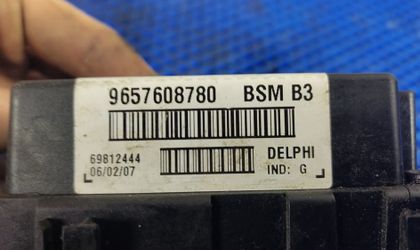 9657608780 BSM B3
69812444 DELPHI
06/02/07 IND: G